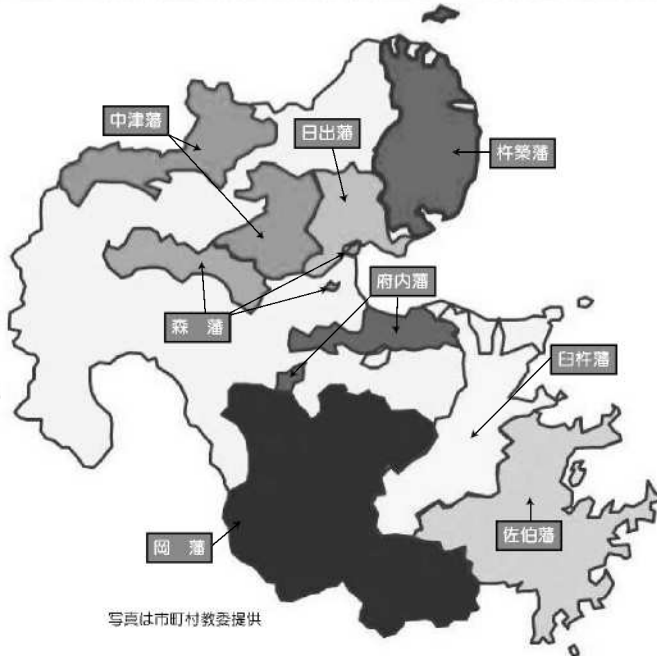 中津藩
日出藩
杵築藩
森　藩
府内藩
臼杵藩
岡　藩
佐伯藩
写真は市町村教委提供